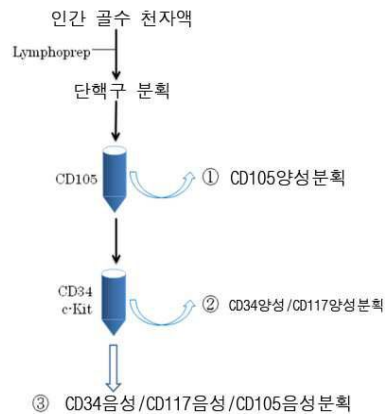 인간 골수 천자액
Lymphoprep
단핵구 분획
CD105
① CD105양성분획
CD34
c-Kit
② CD34양성/CD117양성분획
③ CD34음성/CD117음성/CD105음성분획